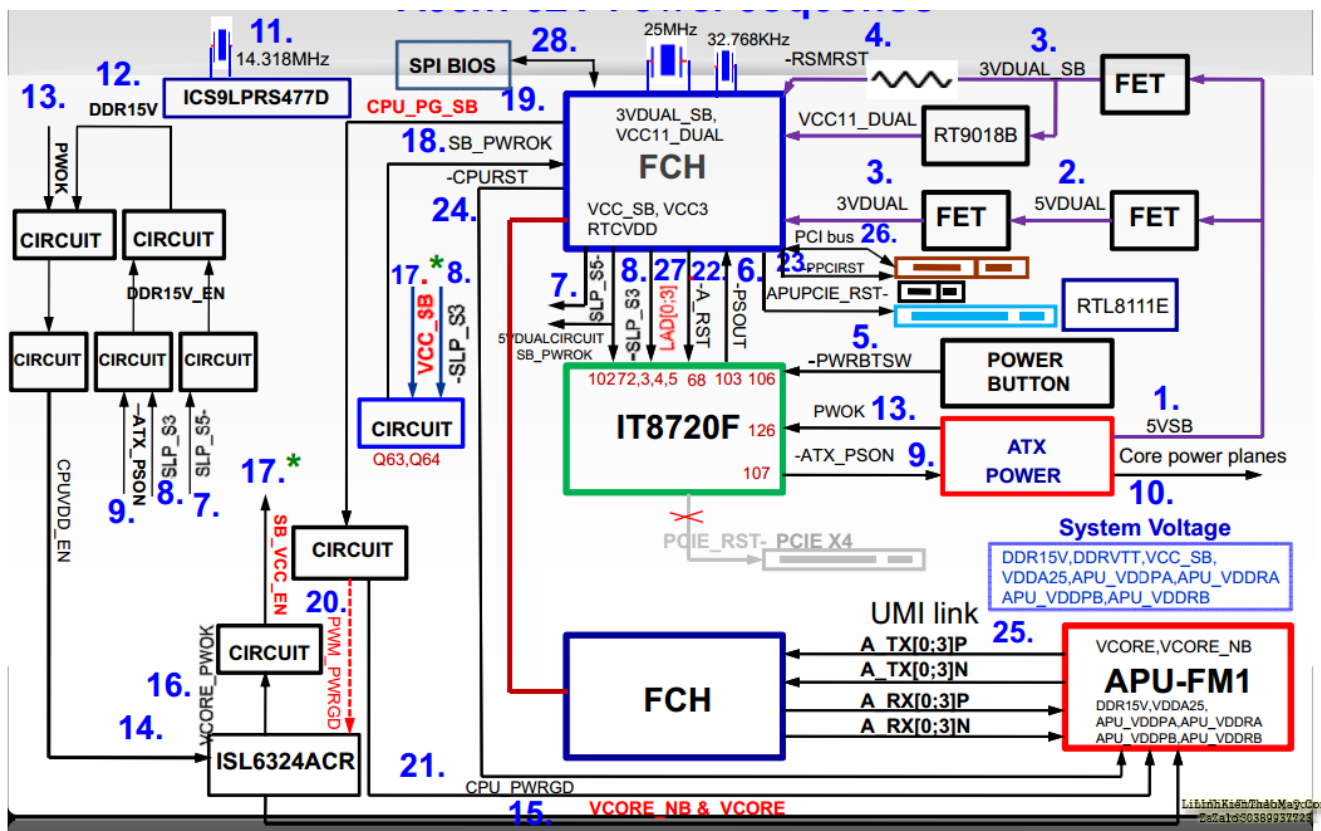 11.
14.318MHz
ICS9LPRS477D
12.
DDR15V
13.
PWOK
CIRCUIT
CIRCUIT
DDR15V_EN
CIRCUIT
CIRCUIT
CIRCUIT
–ATX_PSON
SLP_S3
SLP_S5-
9.
8.
7.
CPUVDD_EN
SPI BIOS
28.
25MHz
32.768KHz
4.
-RSMRST
3.
3VDUAL_SB
FET
CPU_PG_SB
19.
3VDUAL_SB,
VCC11_DUAL
FCH
VCC_SB, VCC3
RTCVDD
VCC11_DUAL
RT9018B
18.
SB_PWROK
-CPURST
24.
3.
3VDUAL
FET
2.
5VDUAL
FET
PCI bus
26.
23.
-PPCIRST
APUPCIE_RST-
RTL8111E
17.*
8.
VCC_SB
-SLP_S3
CIRCUIT
Q63,Q64
7.
SLP_S5-
8.
-SLP_S3
27
LAD[0;3]
22.
-A_RST
6.
-PSOUT
5VDUALCIRCUIT
SB_PWROK
5.
-PWRBTSW
POWER
BUTTON
102
72,3,4,5
68
103
106
IT8720F
126
107
PWOK
13.
-ATX_PSON
9.
1.
5VSB
ATX
POWER
Core power planes
10.
System Voltage
DDR15V,DDRVTT,VCC_SB,
VDDA25,APU_VDDPA,APU_VDDRA
APU_VDDPB,APU_VDDRB
PCIE_RST-
PCIE X4
17.*
SB_VCC_EN
CIRCUIT
20.
PWM_PWRGD
CIRCUIT
16.
VCORE_PWOK
14.
ISL6324ACR
UMI link
25.
A_TX[0;3]P
A_TX[0;3]N
A_RX[0;3]P
A_RX[0;3]N
FCH
VCORE,VCORE_NB
APU-FM1
DDR15V,VDDA25,
APU_VDDPA,APU_VDDRA
APU_VDDPB,APU_VDDRB
21.
CPU_PWRGD
15.
VCORE_NB & VCORE